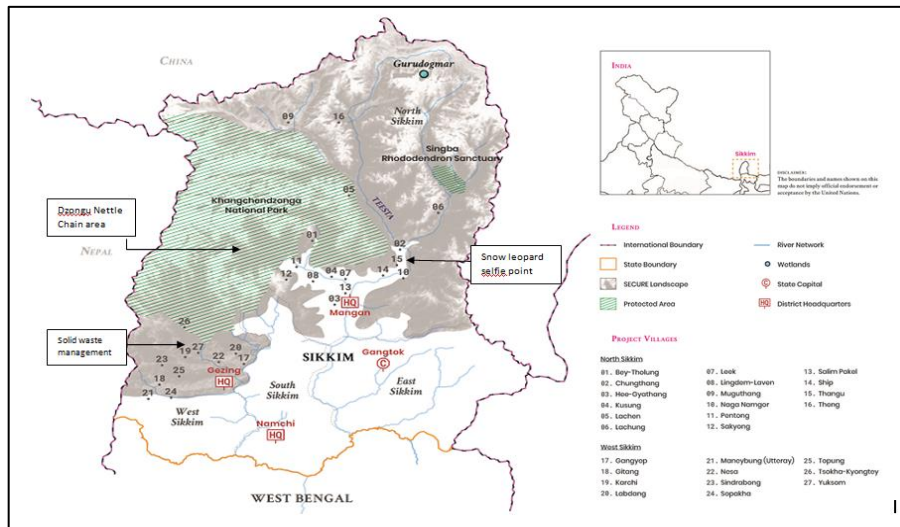 CHINA
Gurudogmar
North
Sikkim
09
16
Singba
Rhododendron Sanctuary
05
Khangchendzonga
National Park
TEESTA
06
Dzongu Nettle
Chain area
NEPAL
01
02
15
Snow leopard
selfie point
11
12
08
04
07
14
10
13
03
HQ
Mangan
26
Solid waste
management
27
19
20
23
22
17
25
Gezing
HQ
18
21
24
SIKKIM
Gangtok
C
South
Sikkim
East
Sikkim
West
Sikkim
Namchi
HQ
WEST BENGAL
INDIA
Sikkim
DISCLAIMER:
The boundaries and names shown on this
map do not imply official endorsement or
acceptance by the United Nations.
LEGEND
International Boundary
State Boundary
SECURE Landscape
Protected Area
River Network
Wetlands
C State Capital
HQ District Headquarters
PROJECT VILLAGES
North Sikkim
01. Bey-Tholung
02. Chungthang
03. Hee-Gyathang
04. Kusung
05. Lachen
06. Lachung
07. Leek
08. Lingdem-Laven
09. Muguthang
10. Naga Namgor
11. Pentong
12. Sakyong
13. Salim Pakel
14. Ship
15. Thangu
16. Theng
West Sikkim
17. Gangyop
18. Gitang
19. Karchi
20. Labdang
21. Maneybung (Utteray)
22. Nesa
23. Sindrabong
24. Sopakha
25. Topung
26. Tsokha-Kyongtey
27. Yuksom